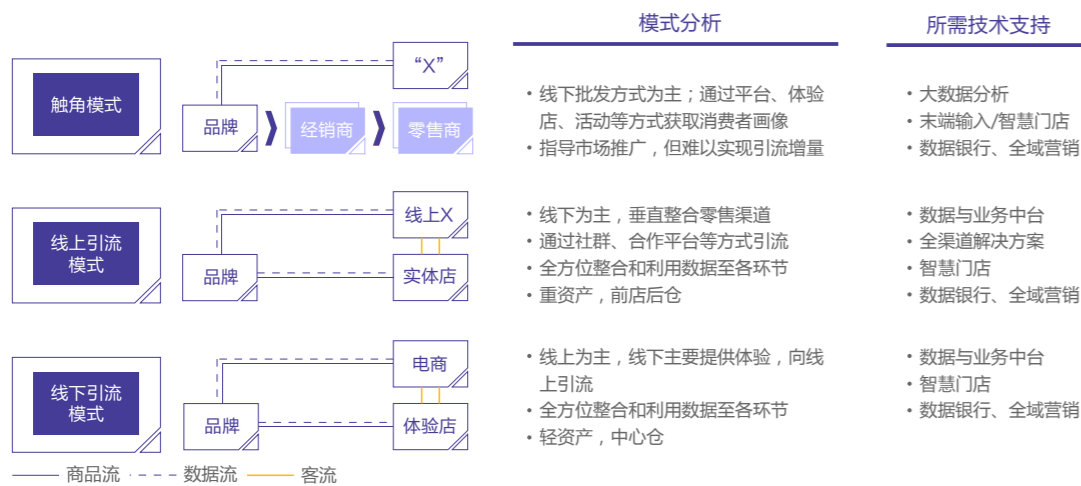 模式分析
所需技术支持
触角模式
“X”
品牌
经销商
零售商
• 线下批发方式为主；通过平台、体验
店、活动等方式获取消费者画像
• 指导市场推广，但难以实现引流增量
• 大数据分析
• 末端输入/智慧门店
• 数据银行、全域营销
线上引流
模式
线上X
品牌
实体店
• 线下为主，垂直整合零售渠道
• 通过社群、合作平台等方式引流
• 全方位整合和利用数据至各环节
• 重资产，前店后仓
• 数据与业务中台
• 全渠道解决方案
• 智慧门店
• 数据银行、全域营销
线下引流
模式
电商
品牌
体验店
• 线上为主，线下主要提供体验，向线
上引流
• 全方位整合和利用数据至各环节
• 轻资产，中心仓
• 数据与业务中台
• 智慧门店
• 数据银行、全域营销
商品流 数据流 客流